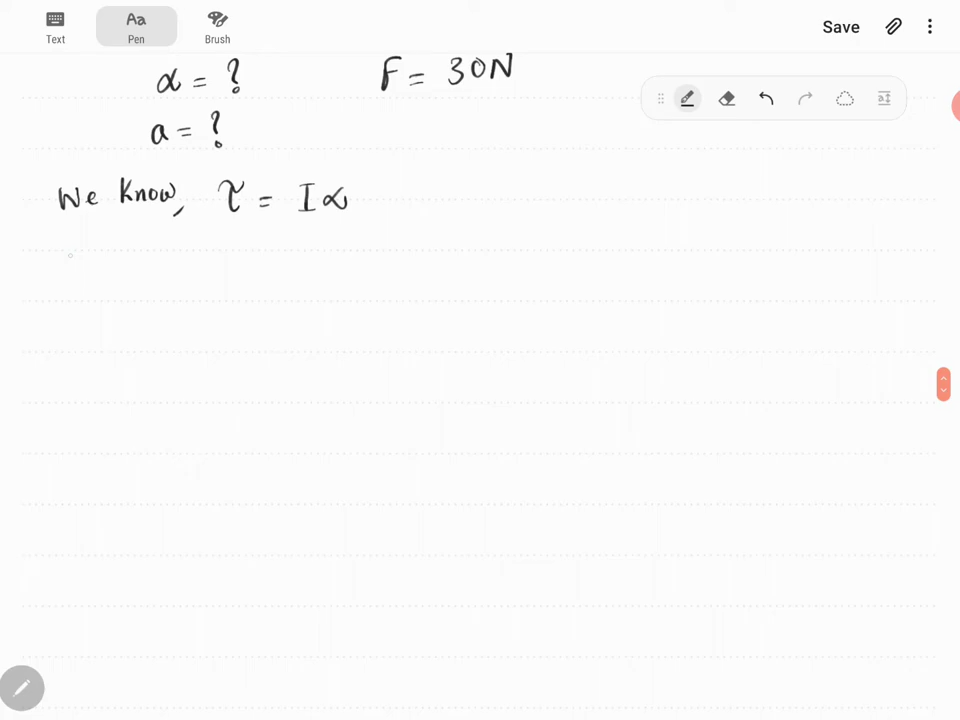 Text Aa Pen Brush Save
α = ? F = 30N
a = ?
We know, τ = Iα